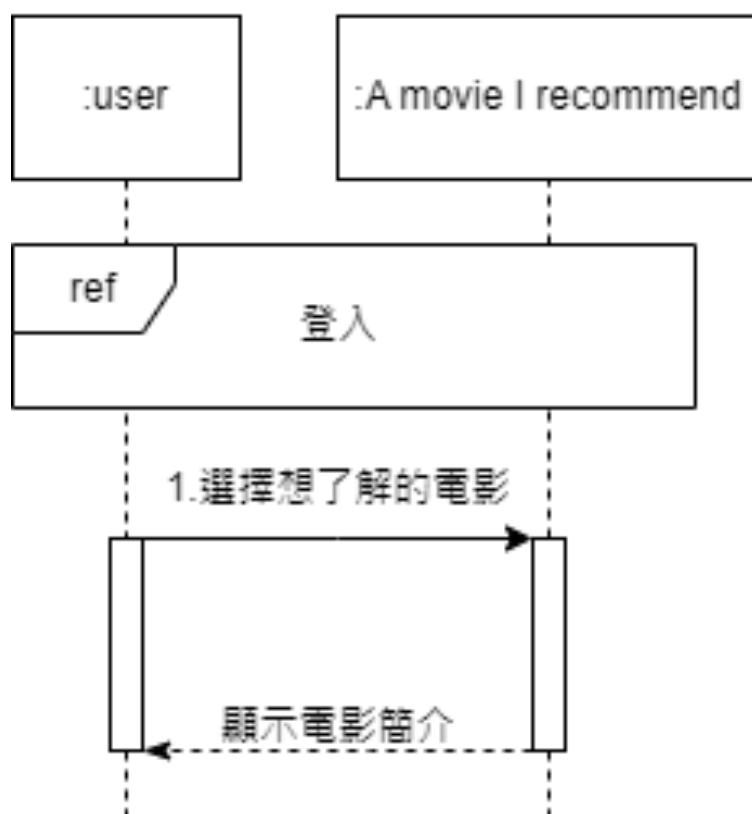 :user
:A movie I recommend
ref
登入
1.選擇想了解的電影
顯示電影簡介